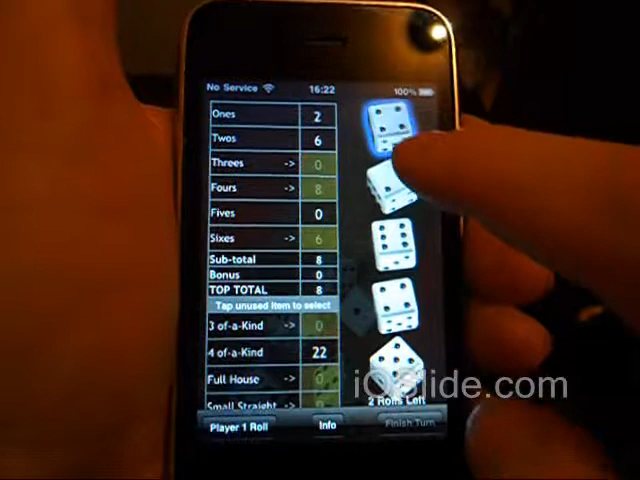 No Service 16:22 100%
Ones 2
Twos 6
Threes -> 0
Fours -> 8
Fives 0
Sixes -> 6
Sub-total 8
Bonus 0
TOP TOTAL 8
Tap unused item to select
3 of-a-Kind -> 0
4 of-a-Kind 22
Full House -> 0
Small Straight ->
2 Rolls Left
Player 1 Roll Info Finish Turn
iOSlide.com